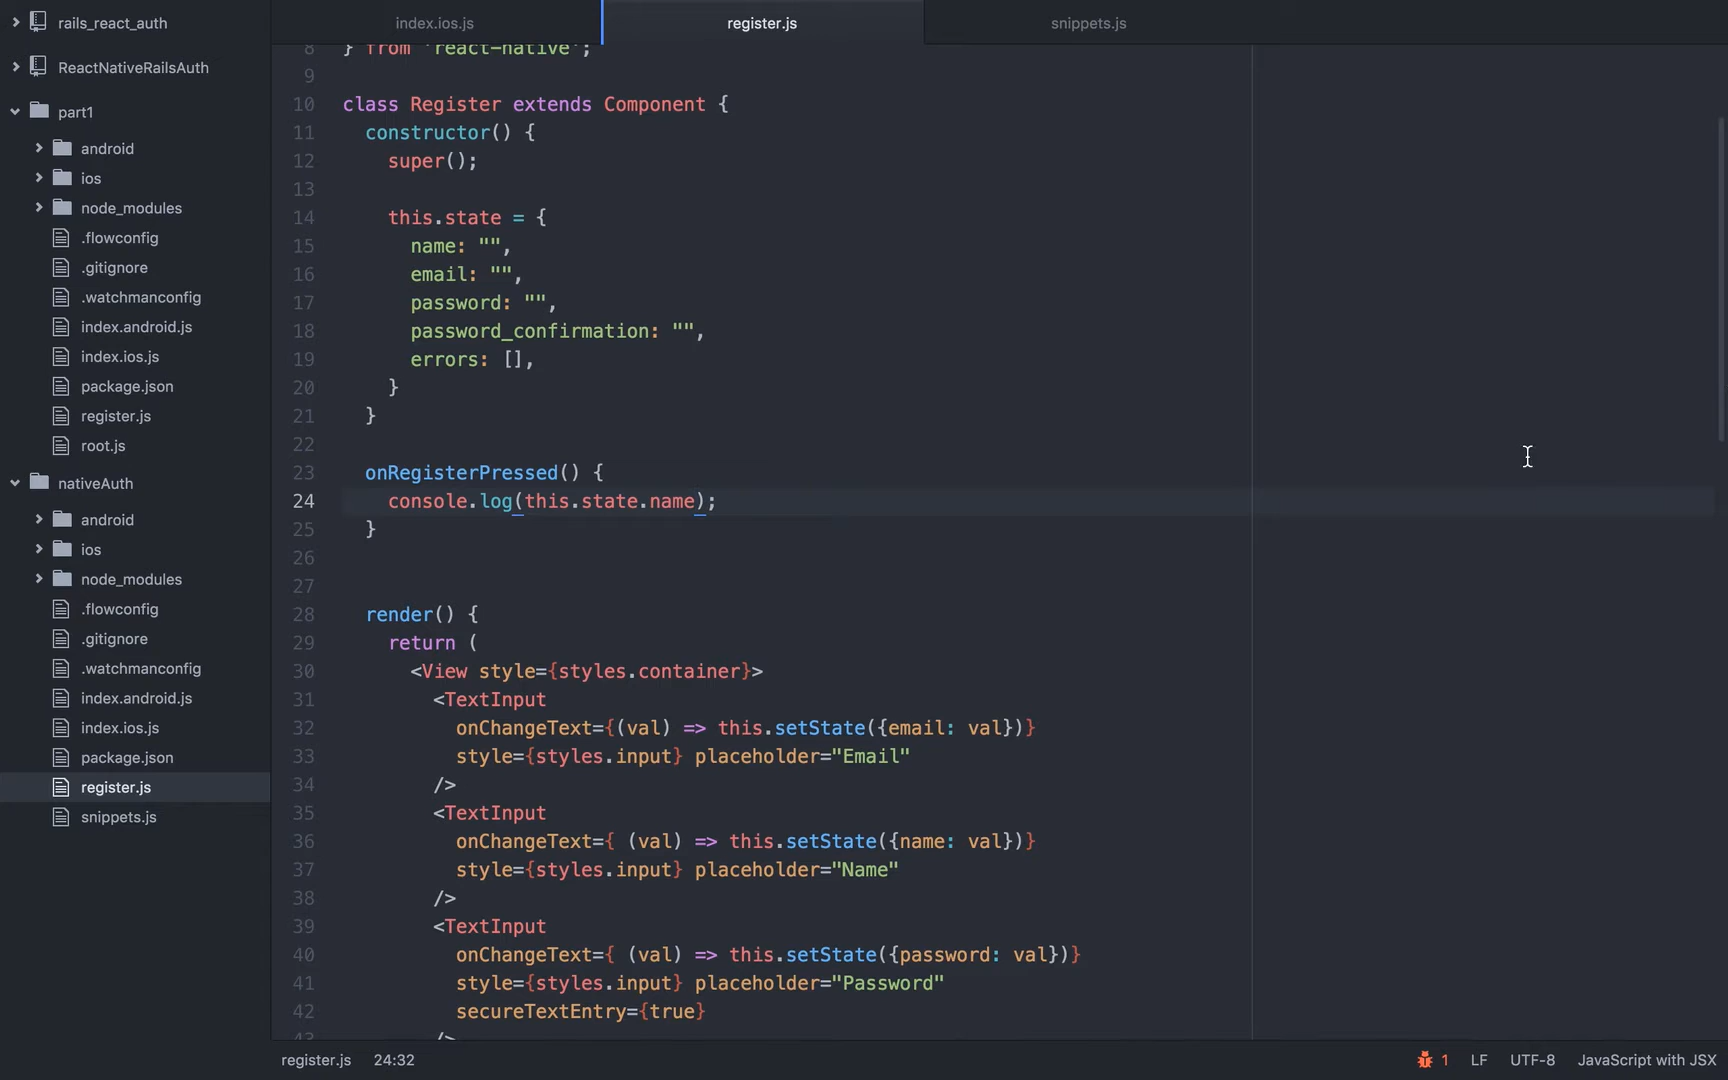 rails_react_auth
ReactNativeRailsAuth
part1
android
ios
node_modules
.flowconfig
.gitignore
.watchmanconfig
index.android.js
index.ios.js
package.json
register.js
root.js
nativeAuth
android
ios
node_modules
.flowconfig
.gitignore
.watchmanconfig
index.android.js
index.ios.js
package.json
register.js
snippets.js
index.ios.js register.js snippets.js
8 } from 'react-native';
9
10 class Register extends Component {
11 constructor() {
12 super();
13
14 this.state = {
15 name: "",
16 email: "",
17 password: "",
18 password_confirmation: "",
19 errors: [],
20 }
21 }
22
23 onRegisterPressed() {
24 console.log(this.state.name);
25 }
26
27
28 render() {
29 return (
30 <View style={styles.container}>
31 <TextInput
32 onChangeText={(val) => this.setState({email: val})}
33 style={styles.input} placeholder="Email"
34 />
35 <TextInput
36 onChangeText={ (val) => this.setState({name: val})}
37 style={styles.input} placeholder="Name"
38 />
39 <TextInput
40 onChangeText={ (val) => this.setState({password: val})}
41 style={styles.input} placeholder="Password"
42 secureTextEntry={true}
43 />
register.js 24:32 1 LF UTF-8 JavaScript with JSX